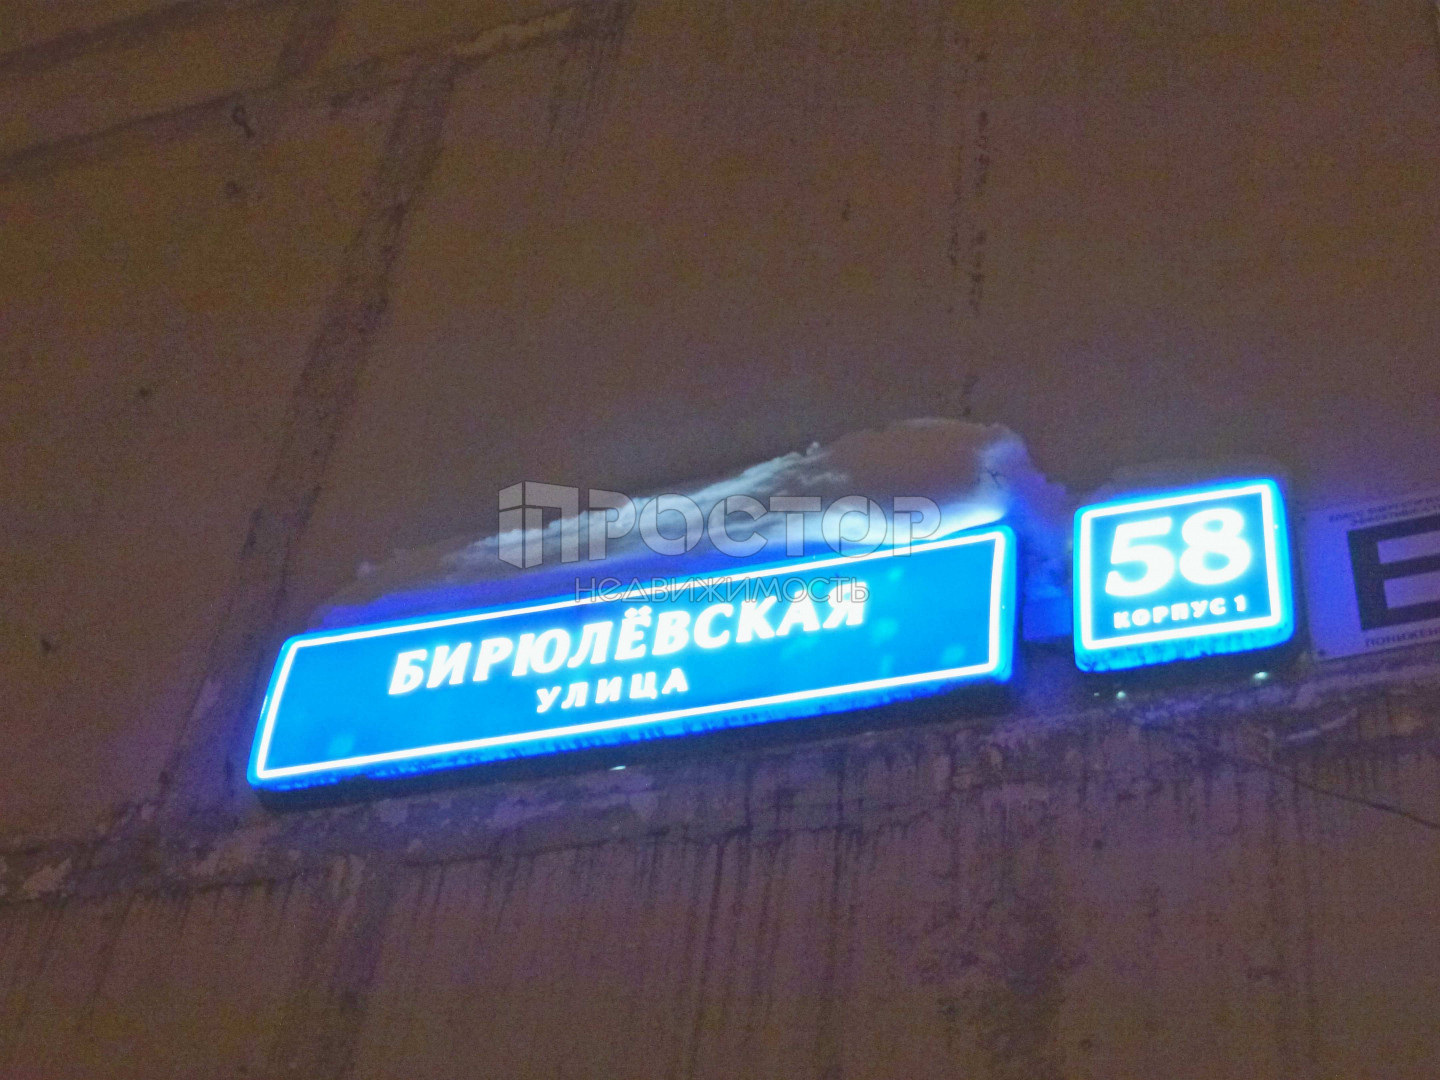 ПРОСТОР
НЕДВИЖИМОСТЬ
БИРЮЛЁВСКАЯ
УЛИЦА
58
КОРПУС 1
E